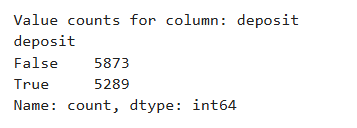 Value counts for column: deposit
deposit
False    5873
True     5289
Name: count, dtype: int64